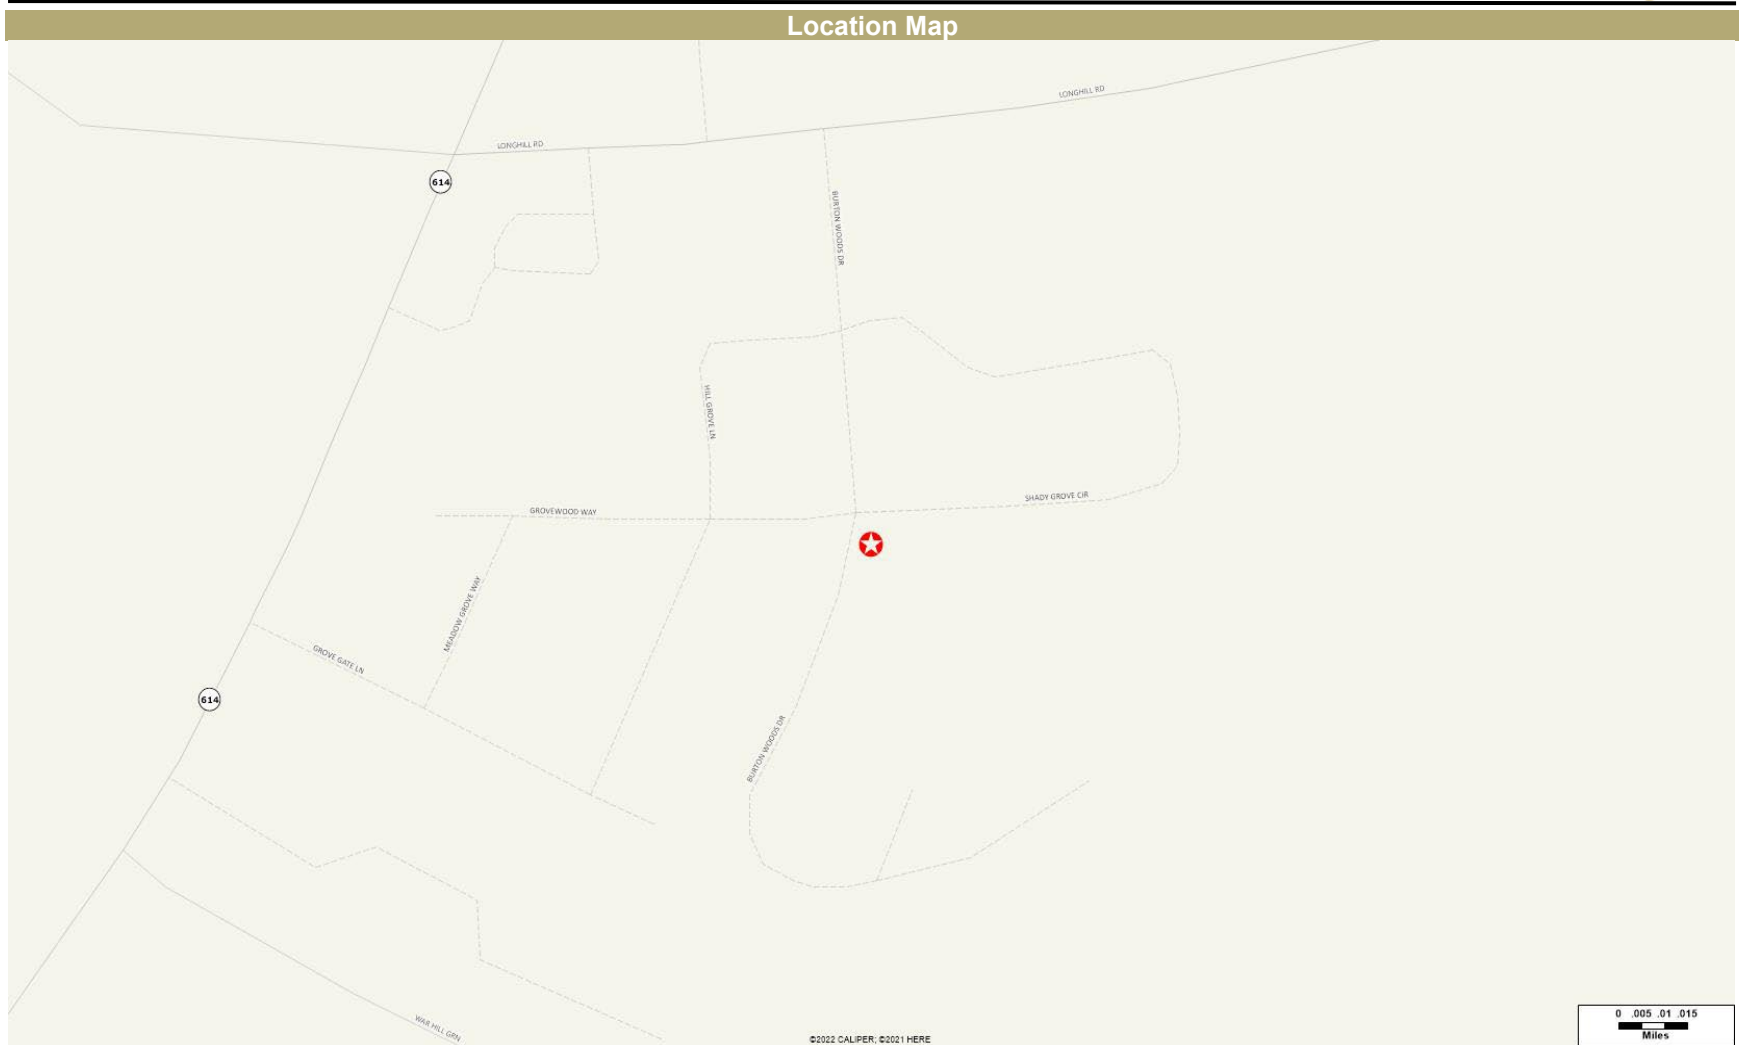 Location Map
LONGHILL RD
LONGHILL RD
614
BURTON WOODS DR
HILL GROVE LN
SHADY GROVE CIR
GROVEWOOD WAY
MEADOW GROVE WAY
GROVE GATE LN
614
BURTON WOODS DR
WAR HILL GRN
0 .005 .01 .015
Miles
©2022 CALIPER; ©2021 HERE